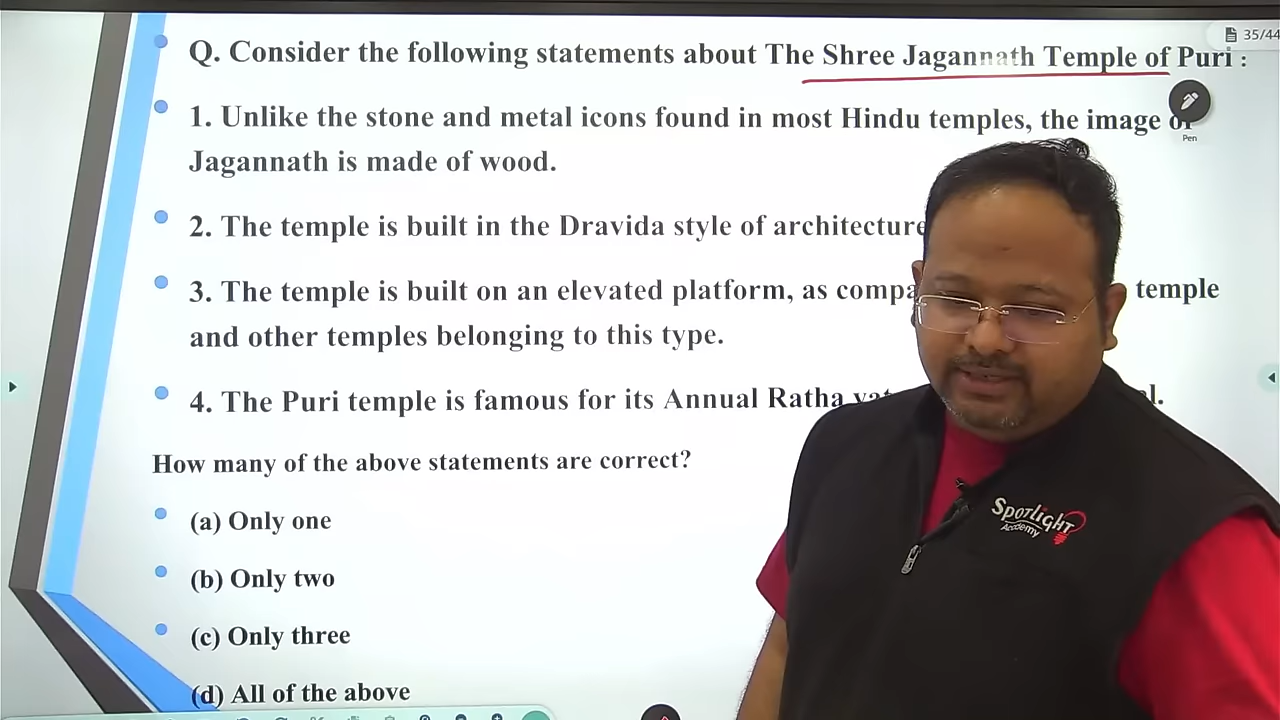 35/44
Q. Consider the following statements about The Shree Jagannath Temple of Puri :
1. Unlike the stone and metal icons found in most Hindu temples, the image of
Pen
Jagannath is made of wood.
2. The temple is built in the Dravida style of architecture
3. The temple is built on an elevated platform, as temple
and other temples belonging to this type.
4. The Puri temple is famous for its Annual Ratha
How many of the above statements are correct?
(a) Only one
Spotlight
Academy
(b) Only two
(c) Only three
(d) All of the above